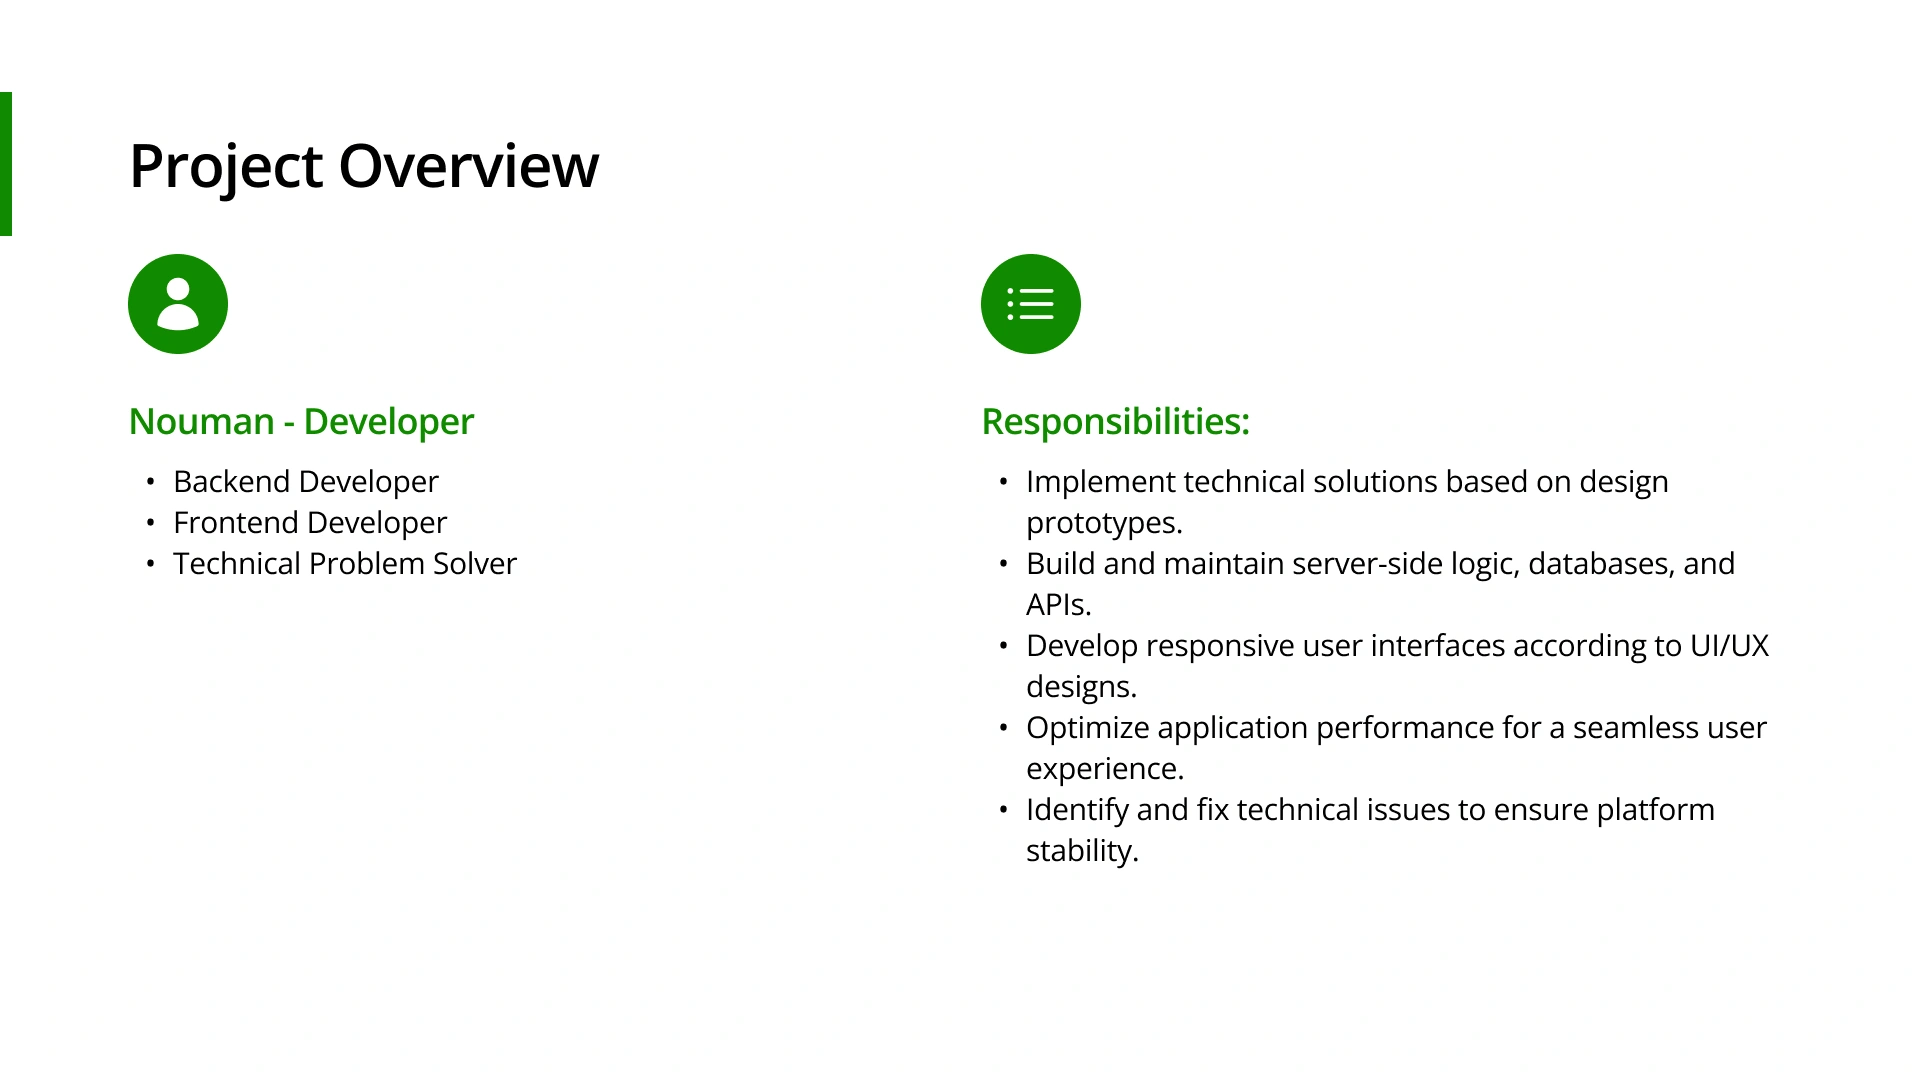 Project Overview
Nouman - Developer
• Backend Developer
• Frontend Developer
• Technical Problem Solver
Responsibilities:
• Implement technical solutions based on design
prototypes.
• Build and maintain server-side logic, databases, and
APIs.
• Develop responsive user interfaces according to UI/UX
designs.
• Optimize application performance for a seamless user
experience.
• Identify and fix technical issues to ensure platform
stability.